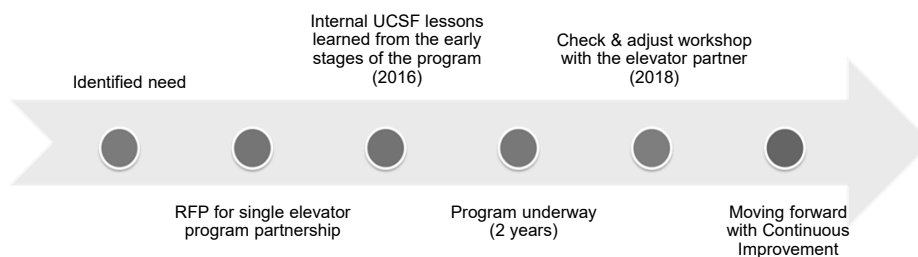 Identified need
RFP for single elevator
program partnership
Internal UCSF lessons
learned from the early
stages of the program
(2016)
Program underway
(2 years)
Check & adjust workshop
with the elevator partner
(2018)
Moving forward
with Continuous
Improvement